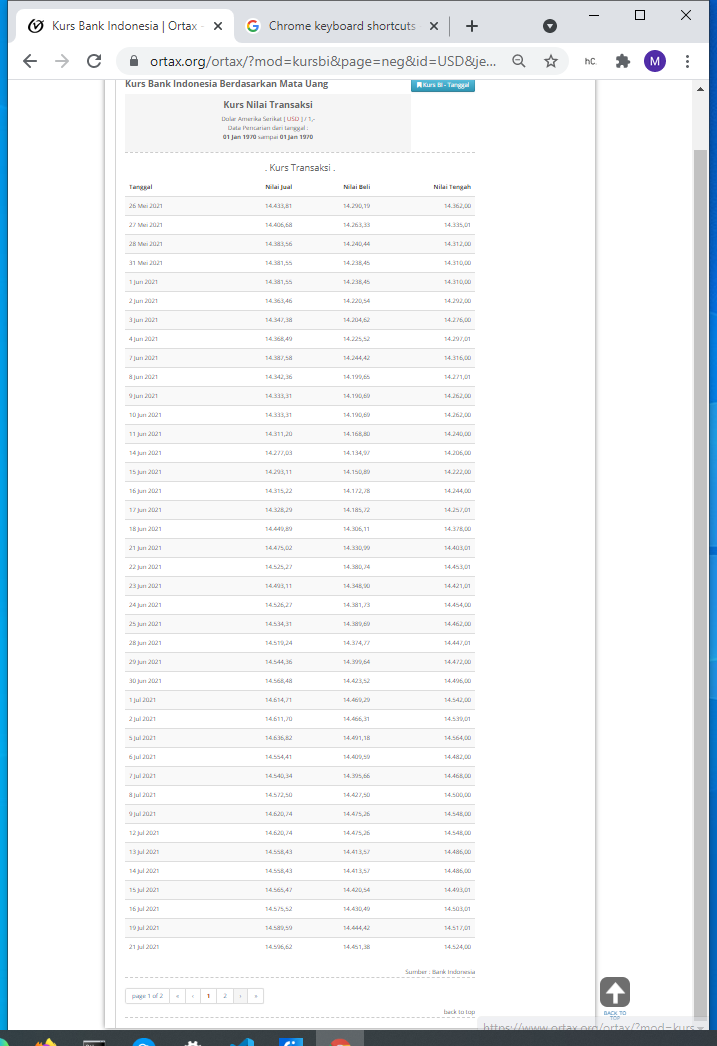 Kurs Bank Indonesia | Ortax -
Chrome keyboard shortcuts
ortax.org/ortax/?mod=kursbi&page=neg&id=USD&je...
hC
M
Kurs Bank Indonesia Berdasarkan Mata Uang
Kurs BI - Tanggal
Kurs Nilai Transaksi
Dolar Amerika Serikat [ USD ] / 1,-
Data Pencarian dari tanggal :
01 Jan 1970 sampai 01 Jan 1970
. Kurs Transaksi .
Tanggal Nilai Jual Nilai Beli Nilai Tengah
26 Mei 2021 14.433,81 14.290,19 14.362,00
27 Mei 2021 14.406,68 14.263,33 14.335,01
28 Mei 2021 14.383,56 14.240,44 14.312,00
31 Mei 2021 14.381,55 14.238,45 14.310,00
1 Jun 2021 14.381,55 14.238,45 14.310,00
2 Jun 2021 14.363,46 14.220,54 14.292,00
3 Jun 2021 14.347,38 14.204,62 14.276,00
4 Jun 2021 14.368,49 14.225,52 14.297,01
7 Jun 2021 14.387,58 14.244,42 14.316,00
8 Jun 2021 14.342,36 14.199,65 14.271,01
9 Jun 2021 14.333,31 14.190,69 14.262,00
10 Jun 2021 14.333,31 14.190,69 14.262,00
11 Jun 2021 14.311,20 14.168,80 14.240,00
14 Jun 2021 14.277,03 14.134,97 14.206,00
15 Jun 2021 14.293,11 14.150,89 14.222,00
16 Jun 2021 14.315,22 14.172,78 14.244,00
17 Jun 2021 14.328,29 14.185,72 14.257,01
18 Jun 2021 14.449,89 14.306,11 14.378,00
21 Jun 2021 14.475,02 14.330,99 14.403,01
22 Jun 2021 14.525,27 14.380,74 14.453,01
23 Jun 2021 14.493,11 14.348,90 14.421,01
24 Jun 2021 14.526,27 14.381,73 14.454,00
25 Jun 2021 14.534,31 14.389,69 14.462,00
28 Jun 2021 14.519,24 14.374,77 14.447,01
29 Jun 2021 14.544,36 14.399,64 14.472,00
30 Jun 2021 14.568,48 14.423,52 14.496,00
1 Jul 2021 14.614,71 14.469,29 14.542,00
2 Jul 2021 14.611,70 14.466,31 14.539,01
5 Jul 2021 14.636,82 14.491,18 14.564,00
6 Jul 2021 14.554,41 14.409,59 14.482,00
7 Jul 2021 14.540,34 14.395,66 14.468,00
8 Jul 2021 14.572,50 14.427,50 14.500,00
9 Jul 2021 14.620,74 14.475,26 14.548,00
12 Jul 2021 14.620,74 14.475,26 14.548,00
13 Jul 2021 14.558,43 14.413,57 14.486,00
14 Jul 2021 14.558,43 14.413,57 14.486,00
15 Jul 2021 14.565,47 14.420,54 14.493,01
16 Jul 2021 14.575,52 14.430,49 14.503,01
19 Jul 2021 14.589,59 14.444,42 14.517,01
21 Jul 2021 14.596,62 14.451,38 14.524,00
Sumber : Bank Indonesia
page 1 of 2 « ‹ 1 2 › »
back to top
BACK TO
TOP
https://www.ortax.org/ortax/?mod=kurs